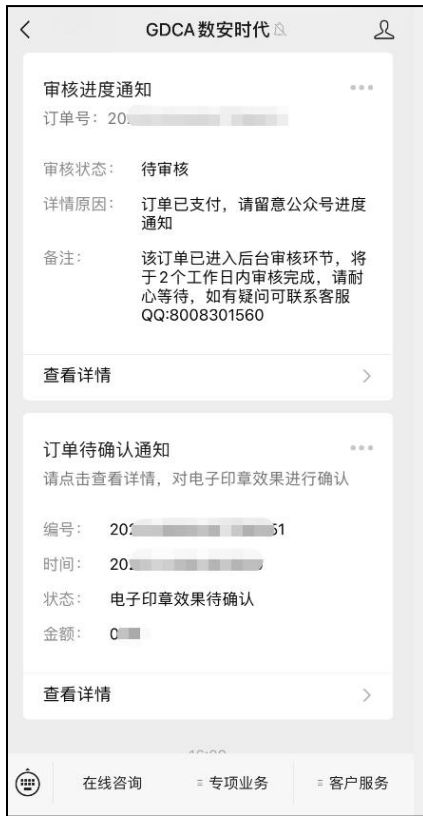 GDCA数安时代
审核进度通知
订单号: 20
审核状态: 待审核
详情原因: 订单已支付，请留意公众号进度
通知
备注: 该订单已进入后台审核环节，将
于2个工作日内审核完成，请耐
心等待，如有疑问可联系客服
QQ:8008301560
查看详情
订单待确认通知
请点击查看详情，对电子印章效果进行确认
编号: 202 51
时间: 20
状态: 电子印章效果待确认
金额: 0
查看详情
在线咨询 专项业务 客户服务